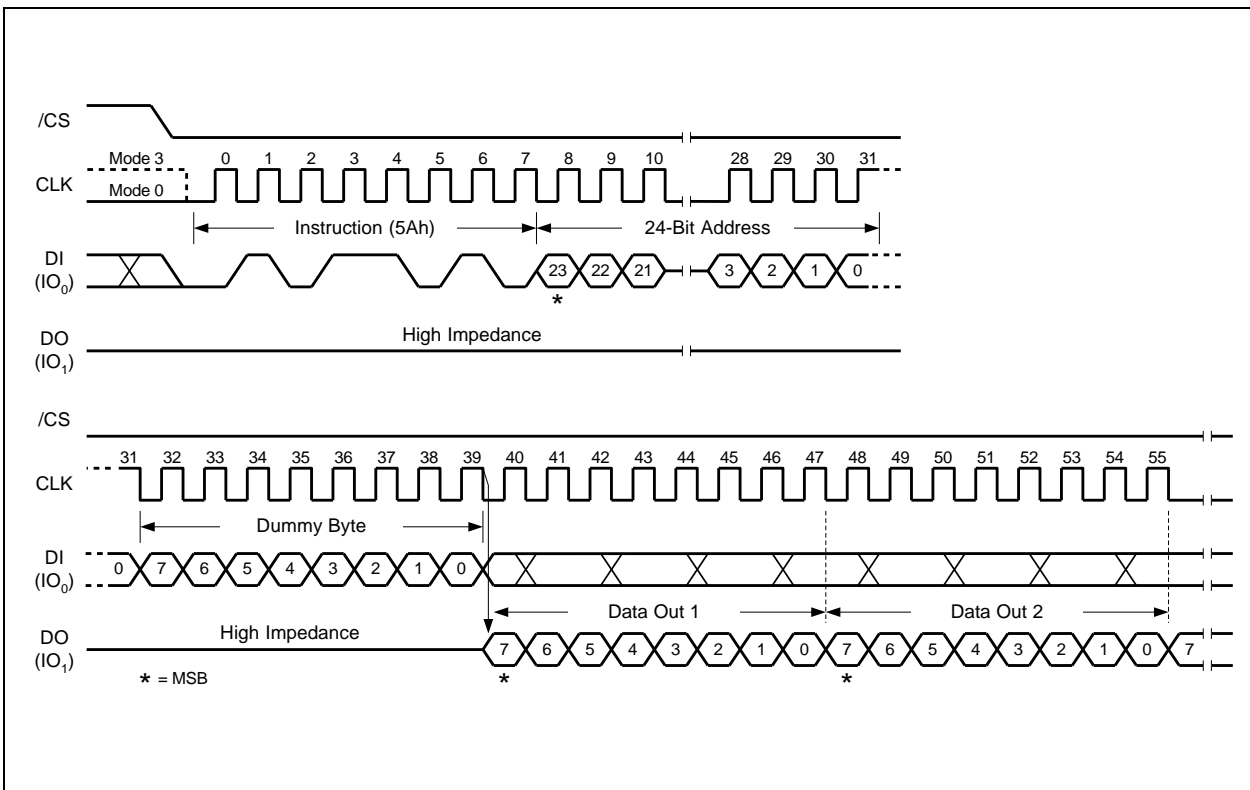 /CS
Mode 3 0 1 2 3 4 5 6 7 8 9 10 28 29 30 31
CLK
Mode 0
Instruction (5Ah) 24-Bit Address
DI
(IO0)
23 22 21 3 2 1 0
*
High Impedance
DO
(IO1)
/CS
31 32 33 34 35 36 37 38 39 40 41 42 43 44 45 46 47 48 49 50 51 52 53 54 55
CLK
Dummy Byte
DI
(IO0)
0 7 6 5 4 3 2 1 0
Data Out 1 Data Out 2
High Impedance
DO
(IO1)
7 6 5 4 3 2 1 0 7 6 5 4 3 2 1 0 7
* = MSB * *